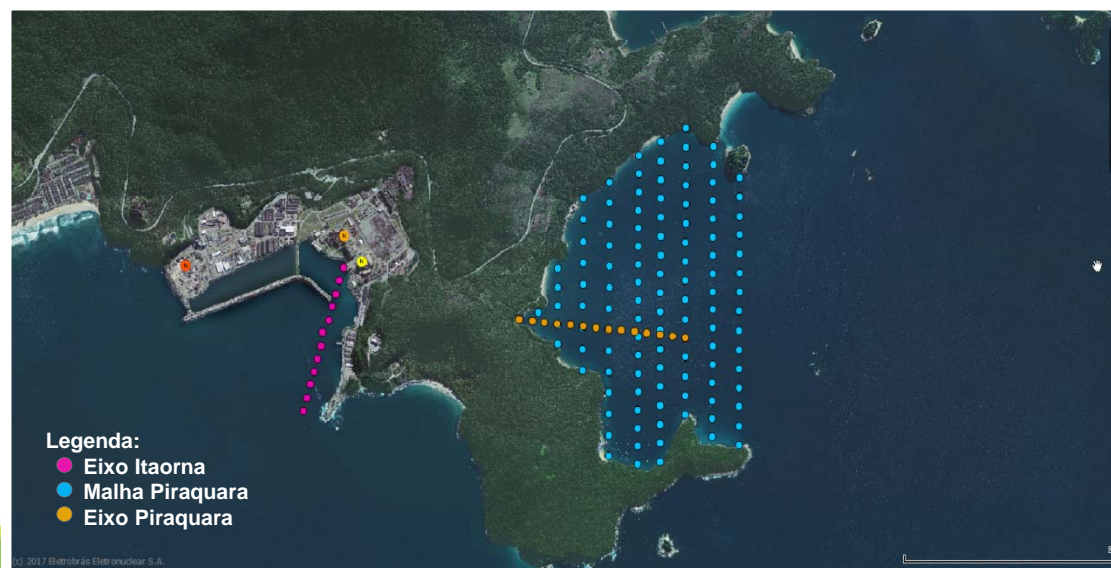 N
N
N
Legenda:
Eixo Itaorna
Malha Piraquara
Eixo Piraquara
(c) 2017 Eletrobrás Eletronuclear S.A.